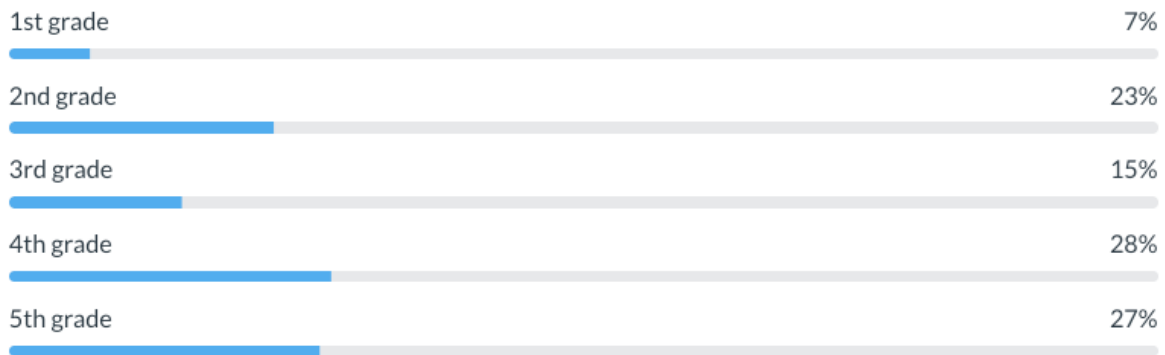 1st grade 7%
2nd grade 23%
3rd grade 15%
4th grade 28%
5th grade 27%